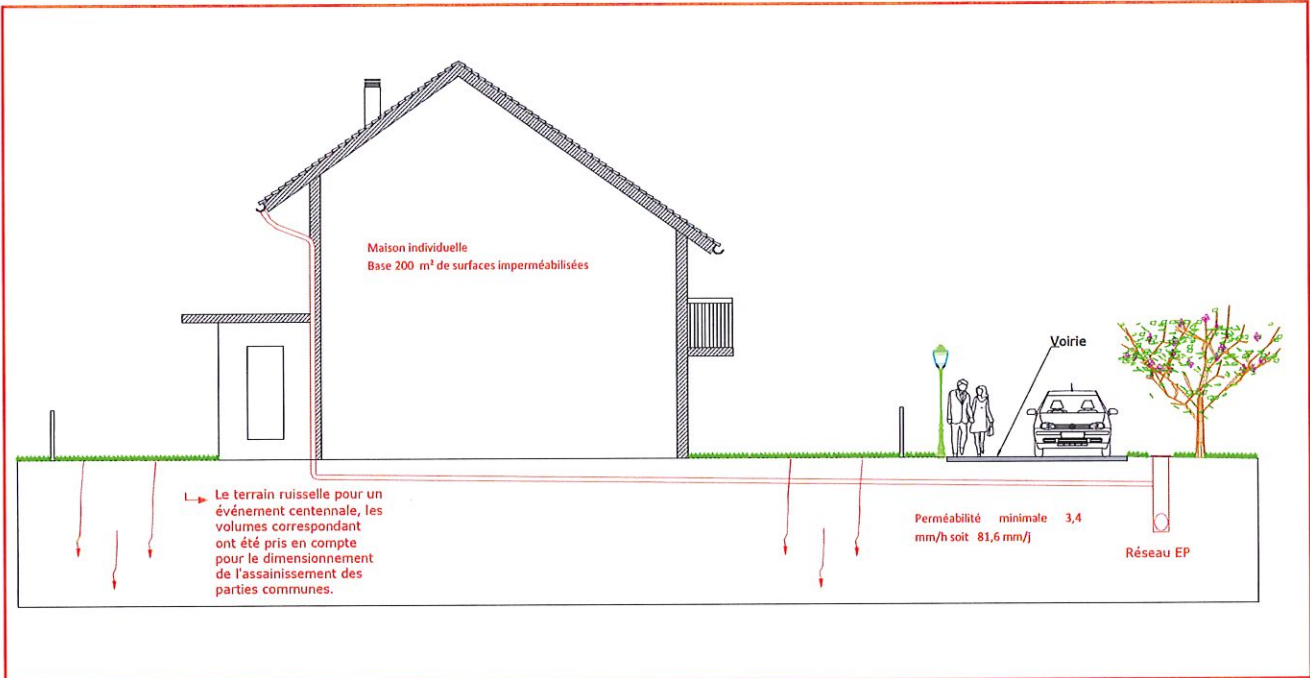 Maison individuelle
Base 200 m² de surfaces imperméabilisées
Voirie
Le terrain ruisselle pour un
événement centennale, les
volumes correspondant
ont été pris en compte
pour le dimensionnement
de l'assainissement des
parties communes.
Perméabilité minimale 3,4
mm/h soit 81,6 mm/j
Réseau EP